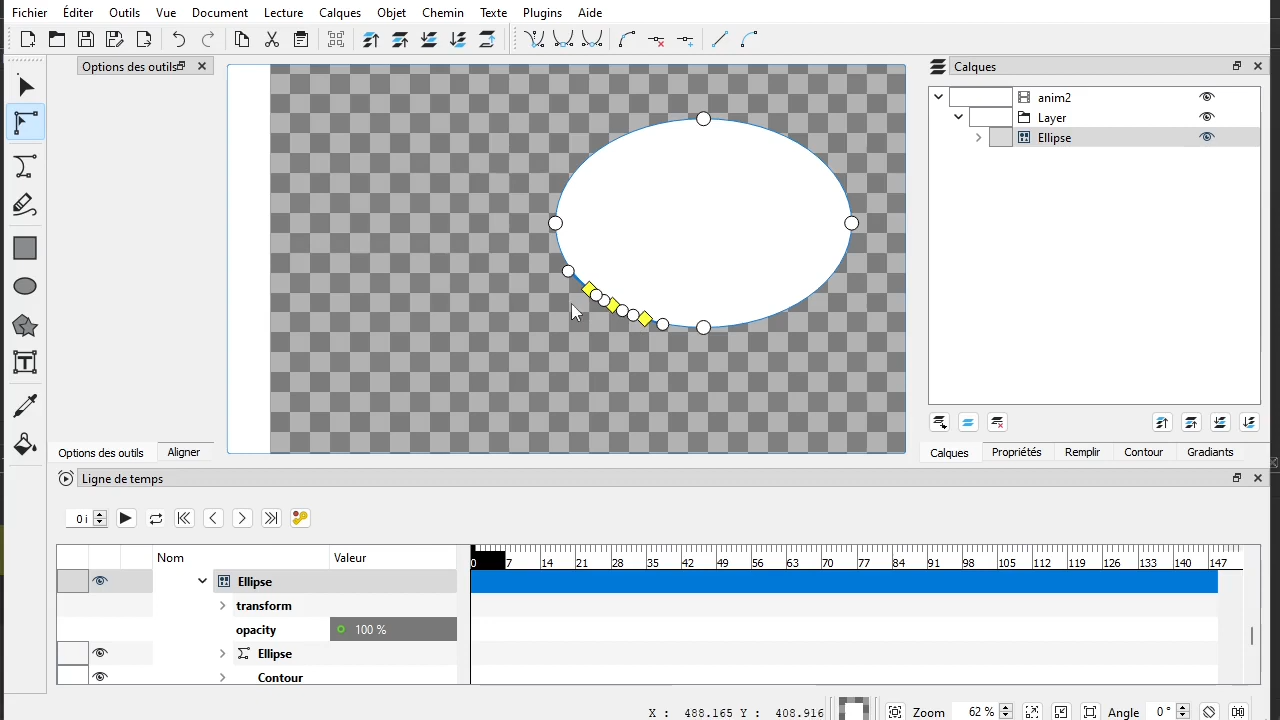 Fichier Éditer Outils Vue Document Lecture Calques Objet Chemin Texte Plugins Aide
Options des outils
Calques
anim2
Layer
Ellipse
Options des outils Aligner
Calques Propriétés Remplir Contour Gradients
Ligne de temps
0 i
Nom Valeur
0 7 14 21 28 35 42 49 56 63 70 77 84 91 98 105 112 119 126 133 140 147
Ellipse
transform
opacity 100 %
Ellipse
Contour
X : 488.165 Y : 408.916 Zoom 62 % Angle 0°